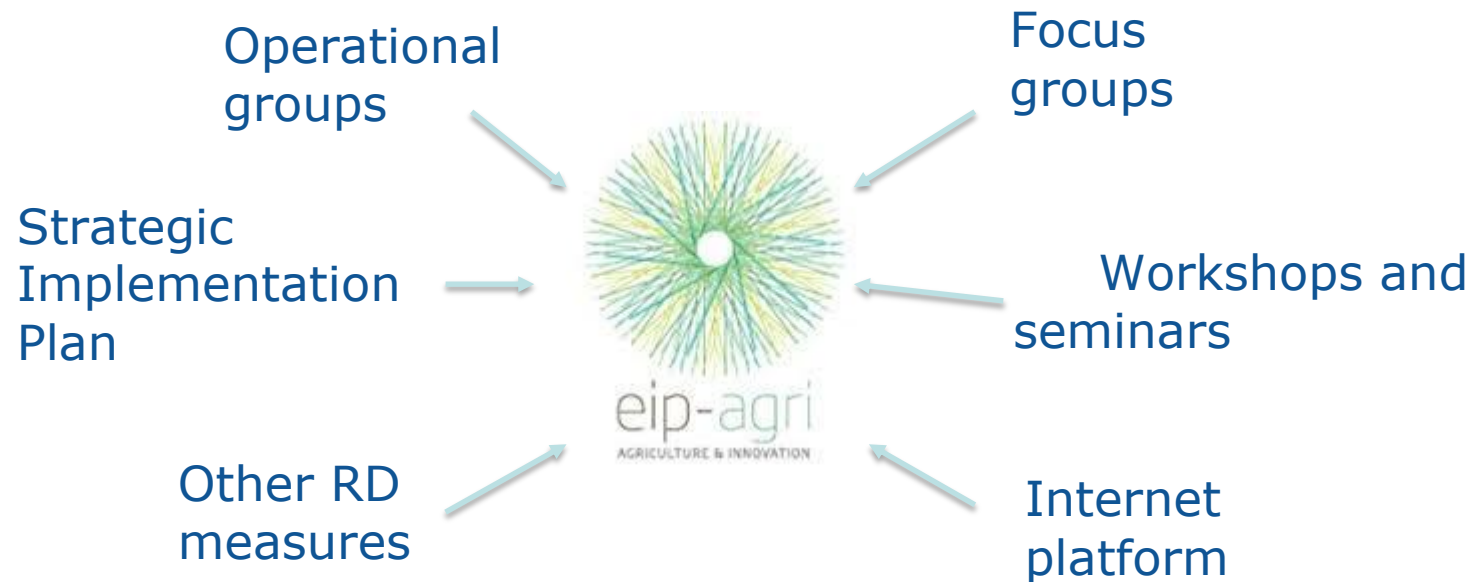 Operational
groups
Focus
groups
Strategic
Implementation
Plan
Workshops and
seminars
eip-agri
AGRICULTURE & INNOVATION
Other RD
measures
Internet
platform